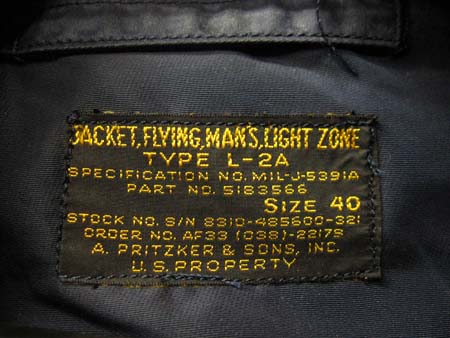 JACKET, FLYING, MAN'S, LIGHT ZONE
TYPE L-2A
SPECIFICATION NO. MIL-J-5391A
PART NO. 5183566
SIZE 40
STOCK NO. S/N 8310-485600-321
ORDER NO. AF33 (038)-22179
A. PRITZKER & SONS, INC.
U.S. PROPERTY